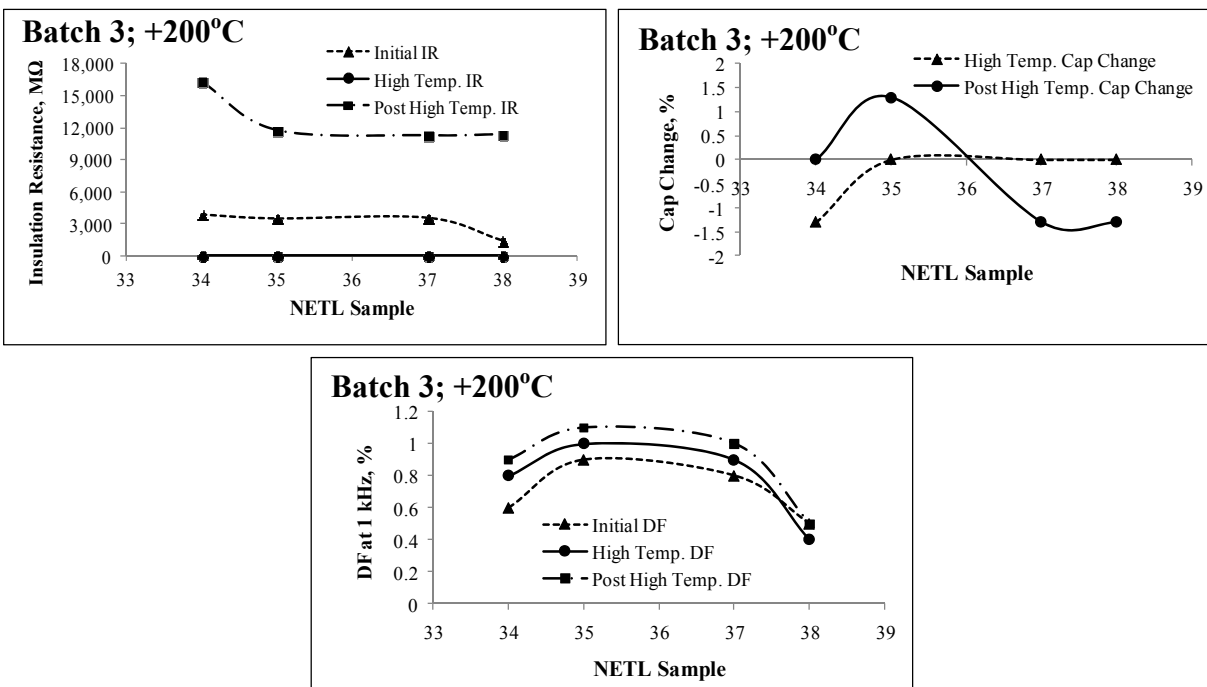 Batch 3; +200°C
Initial IR
High Temp. IR
Post High Temp. IR
Insulation Resistance, MΩ
18,000
15,000
12,000
9,000
6,000
3,000
0
33 34 35 36 37 38 39
NETL Sample
Batch 3; +200°C
High Temp. Cap Change
Post High Temp. Cap Change
Cap Change, %
2
1.5
1
0.5
0
-0.5
-1
-1.5
-2
33 34 35 36 37 38 39
NETL Sample
Batch 3; +200°C
DF at 1 kHz, %
1.2
1
0.8
0.6
0.4
0.2
0
Initial DF
High Temp. DF
Post High Temp. DF
33 34 35 36 37 38 39
NETL Sample